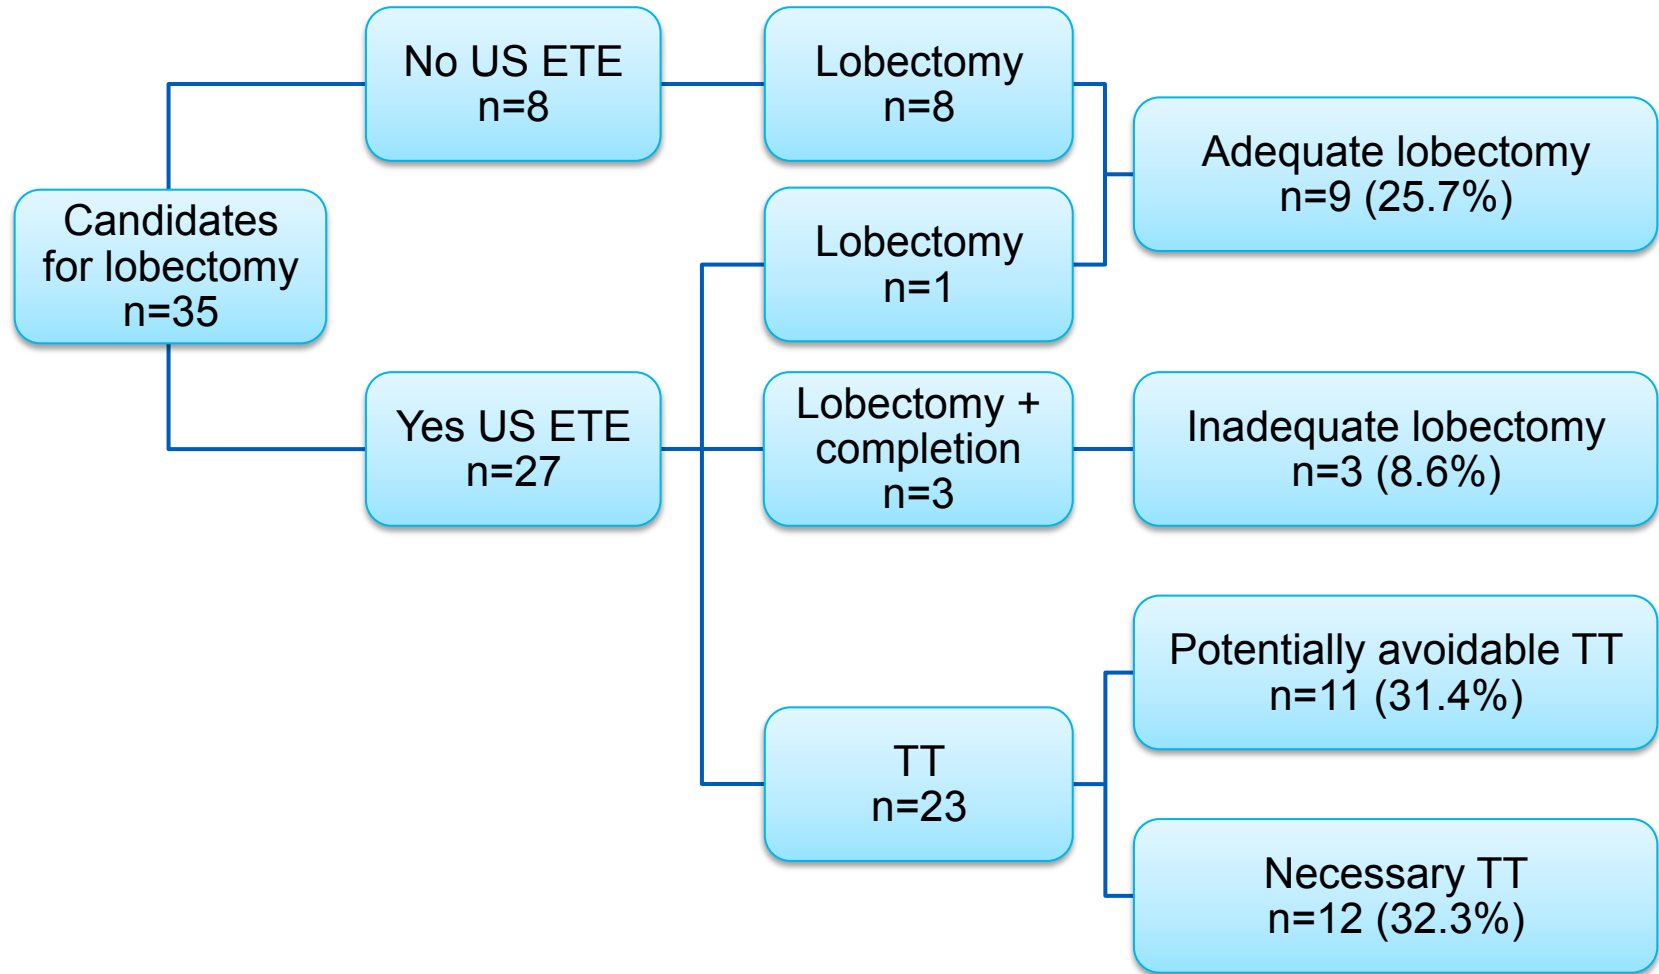 Candidates
for lobectomy
n=35
No US ETE
n=8
Yes US ETE
n=27
Lobectomy
n=8
Lobectomy
n=1
Lobectomy +
completion
n=3
TT
n=23
Adequate lobectomy
n=9 (25.7%)
Inadequate lobectomy
n=3 (8.6%)
Potentially avoidable TT
n=11 (31.4%)
Necessary TT
n=12 (32.3%)